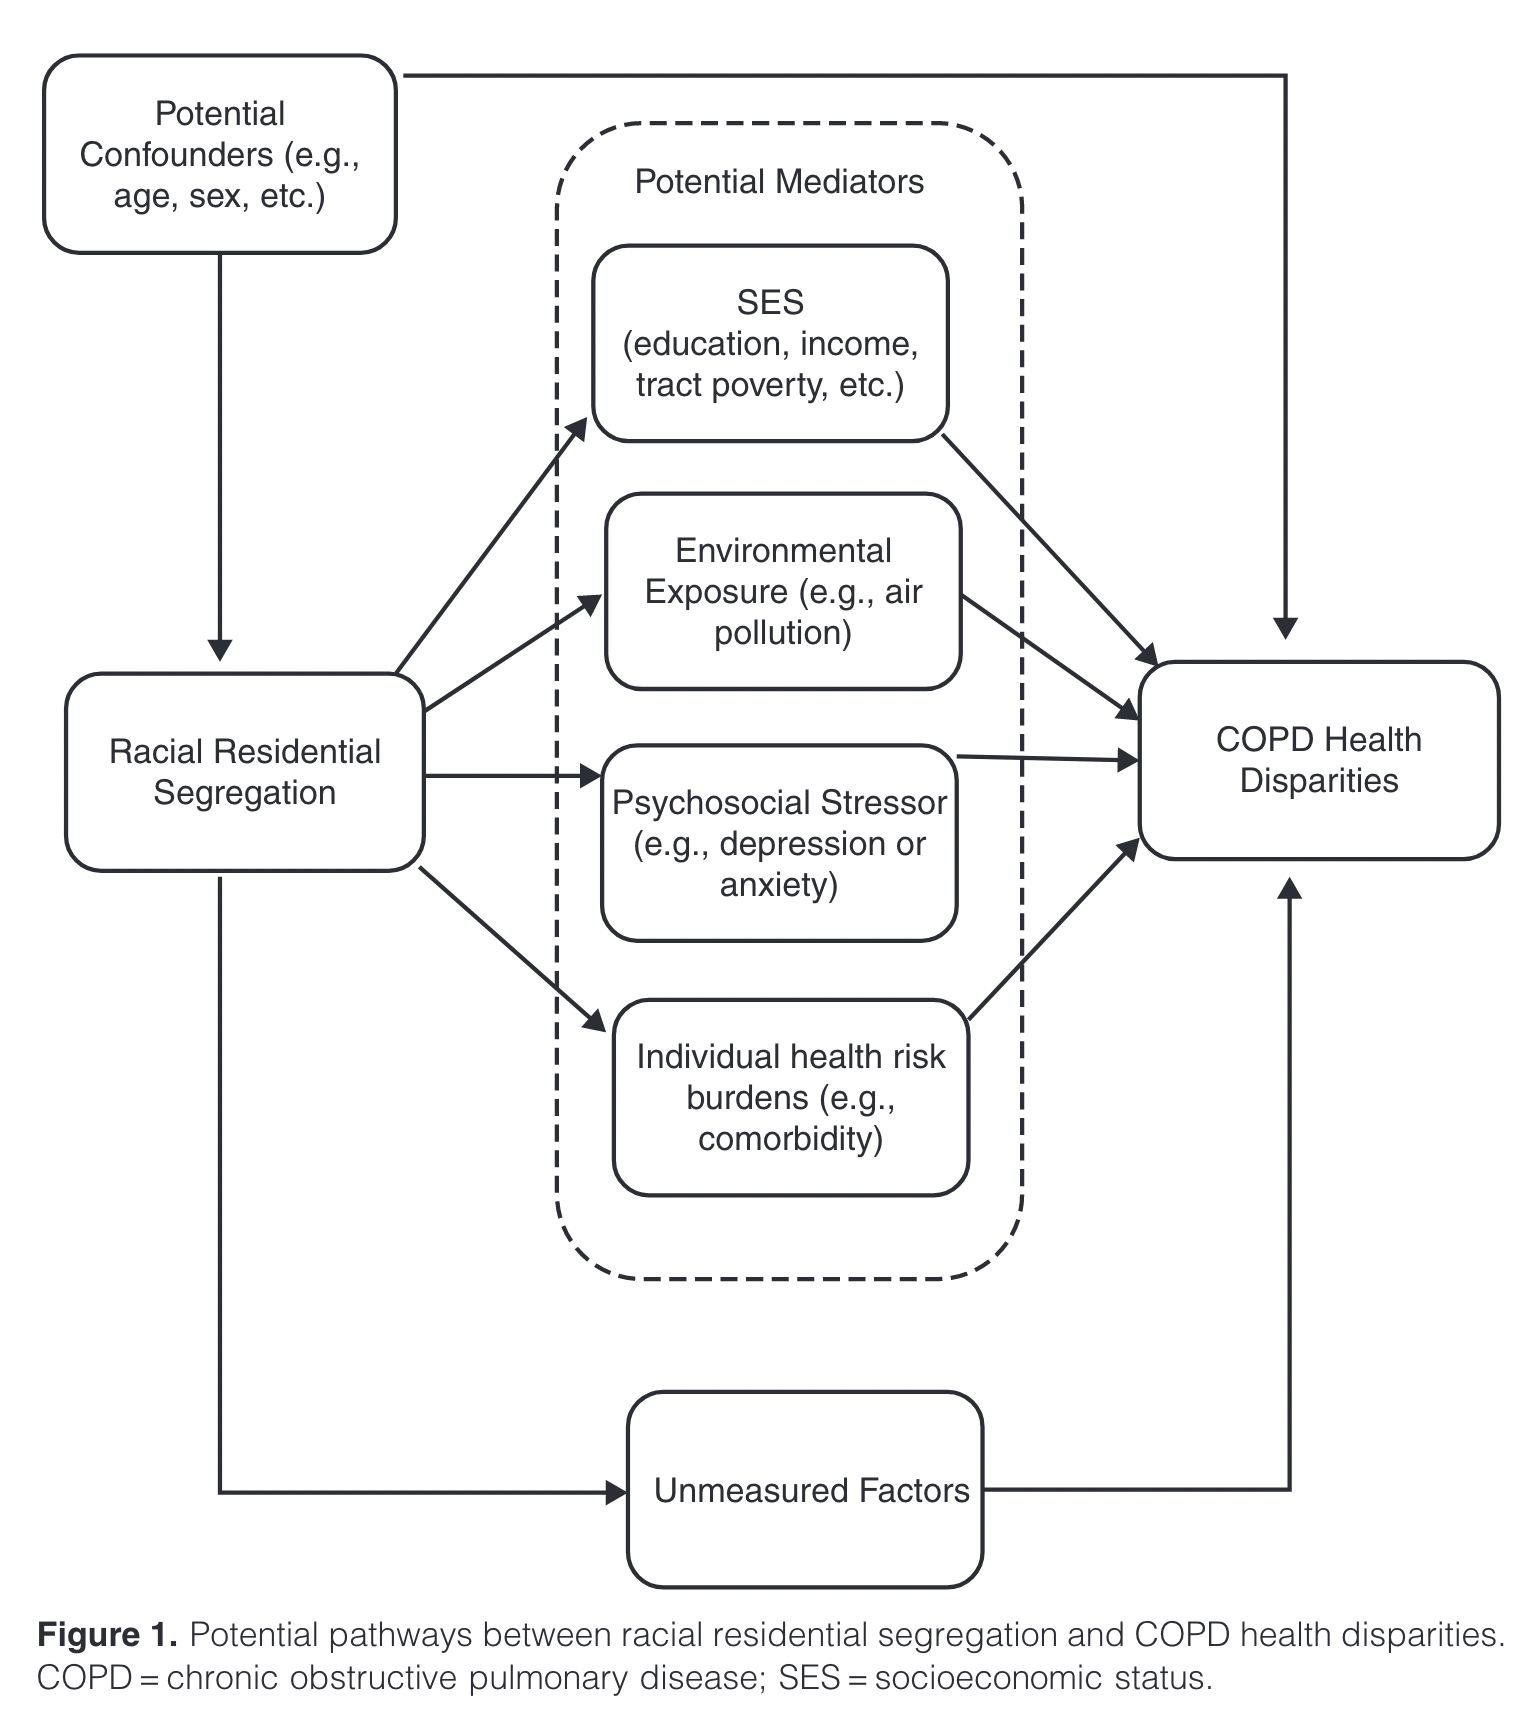 Potential
Confounders (e.g.,
age, sex, etc.)
Potential Mediators
SES
(education, income,
tract poverty, etc.)
Environmental
Exposure (e.g., air
pollution)
Racial Residential
Segregation
Psychosocial Stressor
(e.g., depression or
anxiety)
COPD Health
Disparities
Individual health risk
burdens (e.g.,
comorbidity)
Unmeasured Factors
Figure 1. Potential pathways between racial residential segregation and COPD health disparities.
COPD = chronic obstructive pulmonary disease; SES = socioeconomic status.